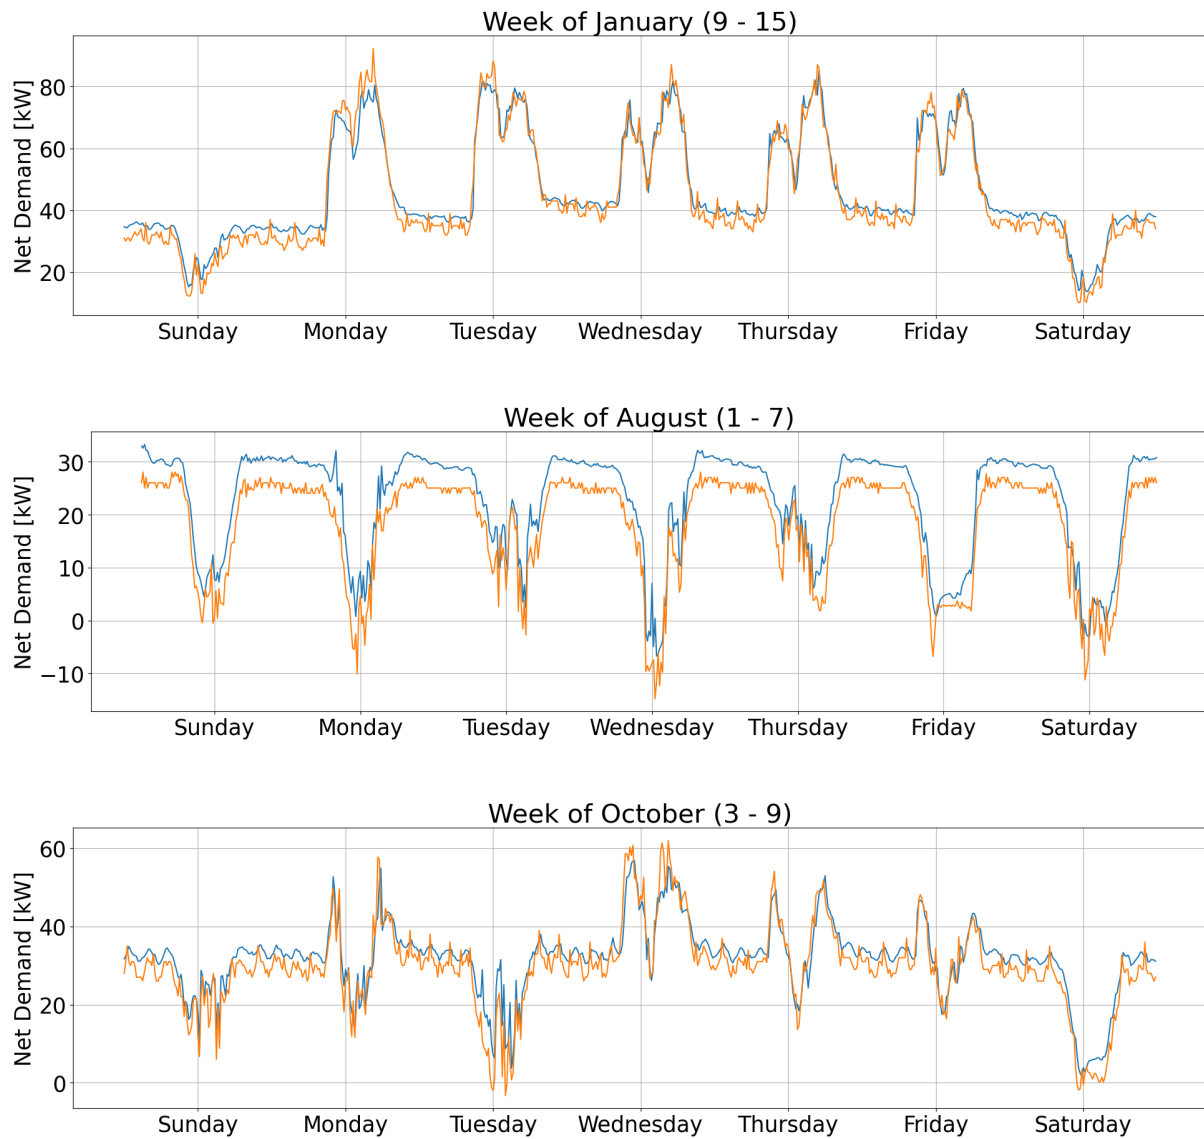 Week of January (9 - 15)
Net Demand [kW]
80
60
40
20
Sunday Monday Tuesday Wednesday Thursday Friday Saturday
Week of August (1 - 7)
Net Demand [kW]
30
20
10
0
−10
Sunday Monday Tuesday Wednesday Thursday Friday Saturday
Week of October (3 - 9)
Net Demand [kW]
60
40
20
0
Sunday Monday Tuesday Wednesday Thursday Friday Saturday